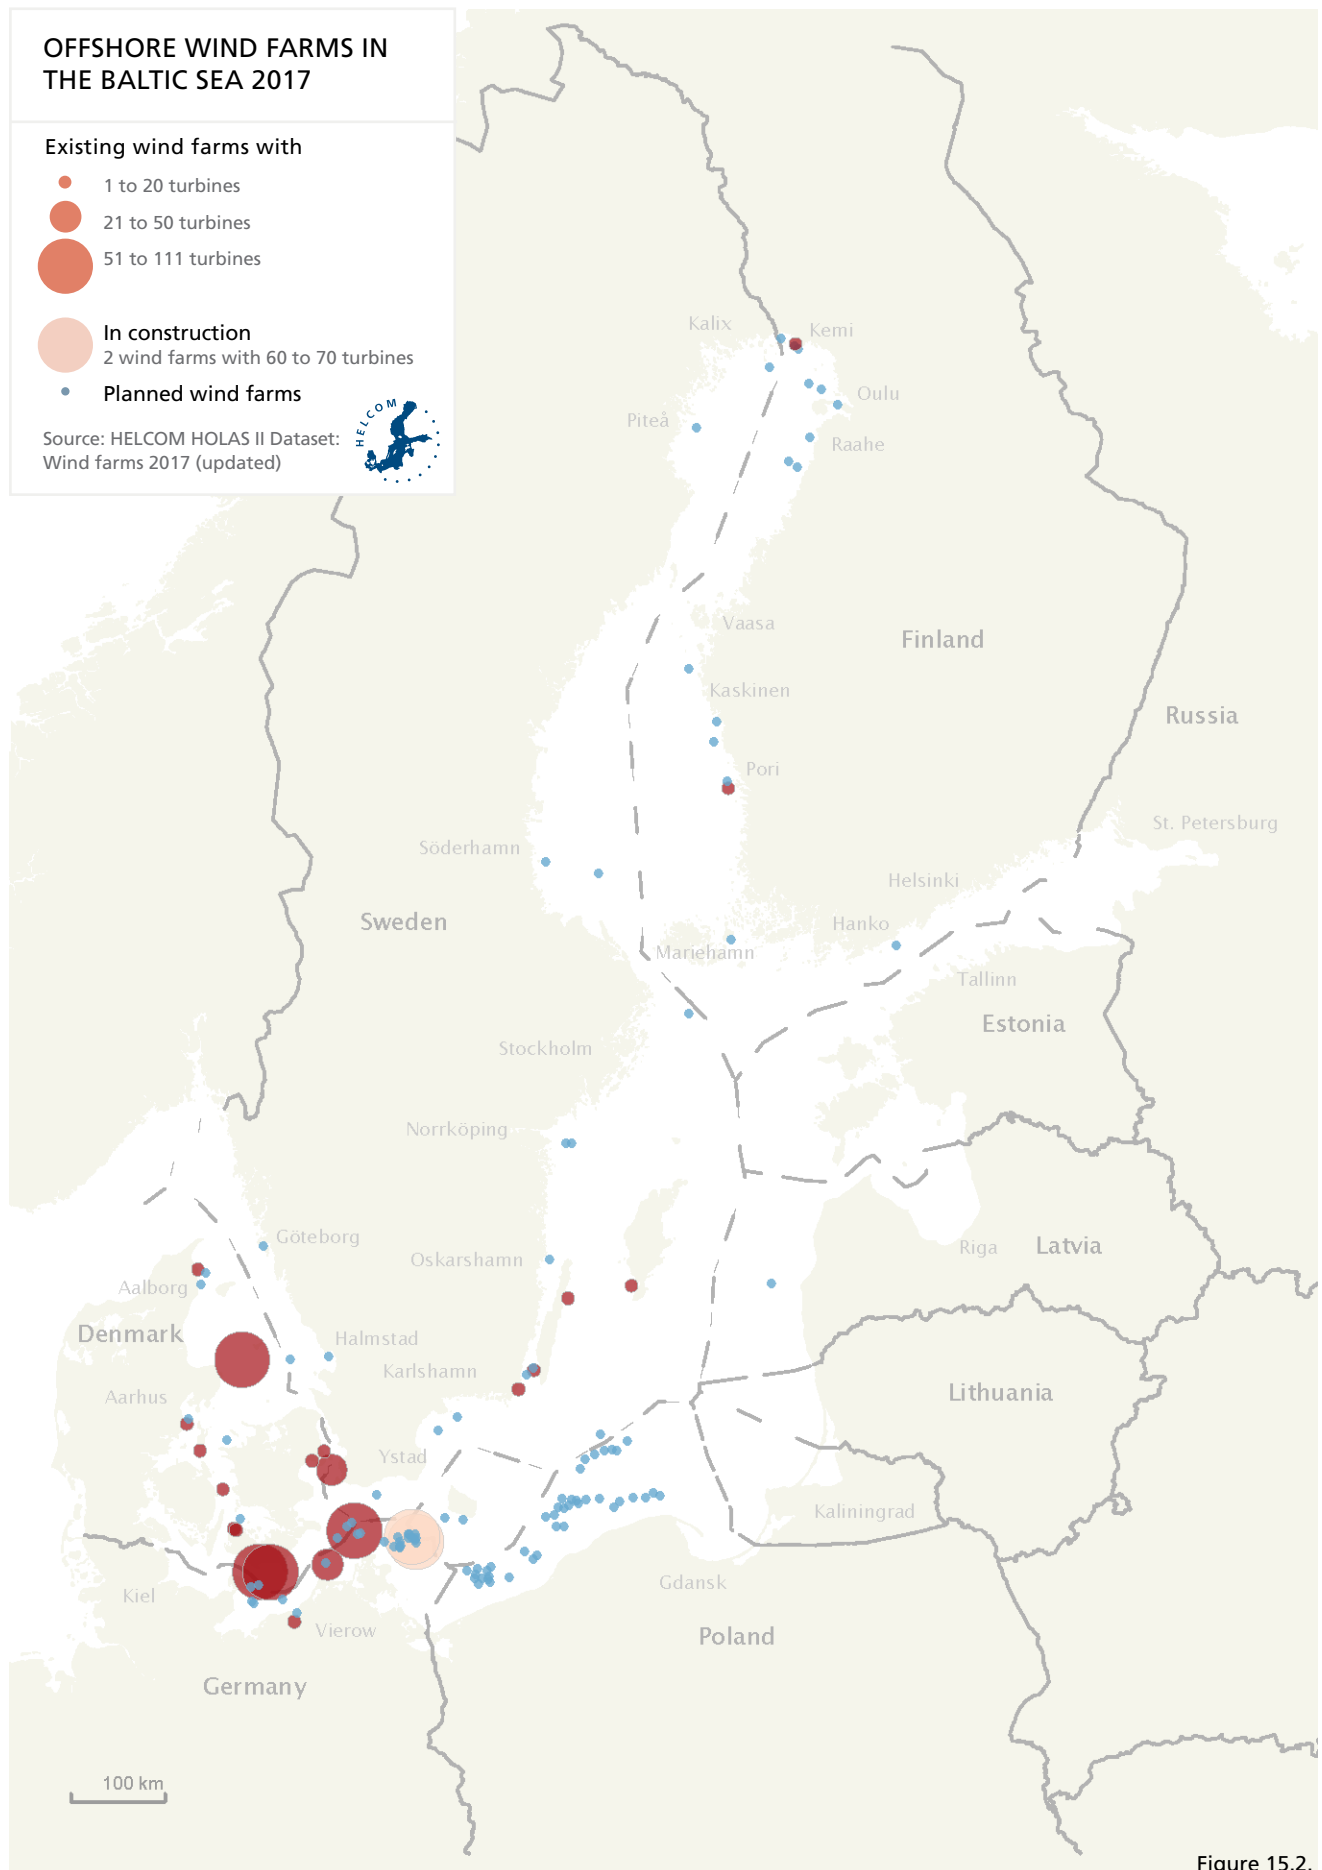 OFFSHORE WIND FARMS IN
THE BALTIC SEA 2017
Existing wind farms with
1 to 20 turbines
21 to 50 turbines
51 to 111 turbines
In construction
2 wind farms with 60 to 70 turbines
Planned wind farms
HELCOM
Source: HELCOM HOLAS II Dataset:
Wind farms 2017 (updated)
Kalix
Kemi
Oulu
Piteå
Raahe
Vaasa
Finland
Kaskinen
Russia
Pori
St. Petersburg
Söderhamn
Helsinki
Sweden
Hanko
Mariehamn
Tallinn
Estonia
Stockholm
Norrköping
Göteborg
Riga
Latvia
Oskarshamn
Aalborg
Denmark
Halmstad
Karlshamn
Lithuania
Aarhus
Ystad
Kaliningrad
Gdansk
Kiel
Vierow
Poland
Germany
100 km
Figure 15.2.